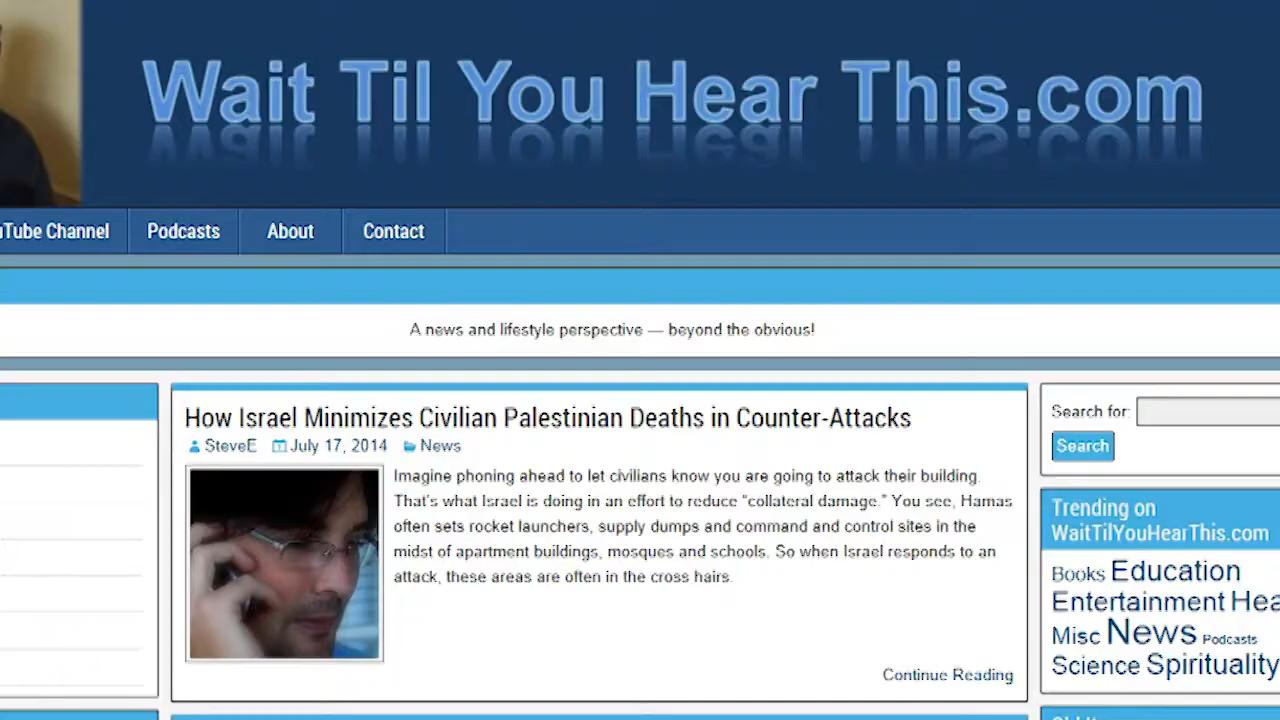 Wait Til You Hear This.com
Tube Channel
Podcasts
About
Contact
A news and lifestyle perspective — beyond the obvious!
How Israel Minimizes Civilian Palestinian Deaths in Counter-Attacks
SteveE July 17, 2014 News
Imagine phoning ahead to let civilians know you are going to attack their building.
That's what Israel is doing in an effort to reduce "collateral damage." You see, Hamas
often sets rocket launchers, supply dumps and command and control sites in the
midst of apartment buildings, mosques and schools. So when Israel responds to an
attack, these areas are often in the cross hairs.
Continue Reading
Search for:
Search
Trending on
WaitTilYouHearThis.com
Books Education
Entertainment Hea
Misc News Podcasts
Science Spirituality